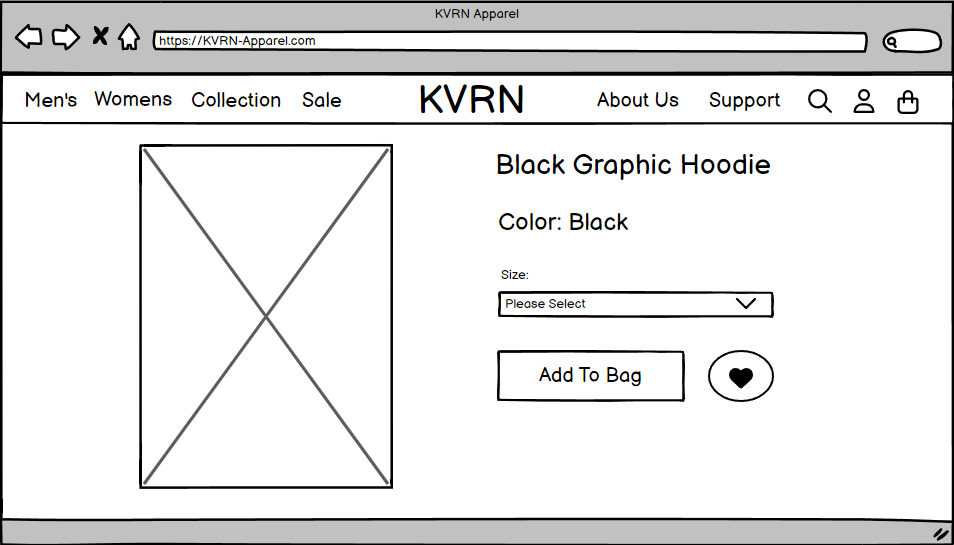 KVRN Apparel
https://KVRN-Apparel.com
Men's Womens Collection Sale KVRN About Us Support
Black Graphic Hoodie
Color: Black
Size:
Please Select
Add To Bag